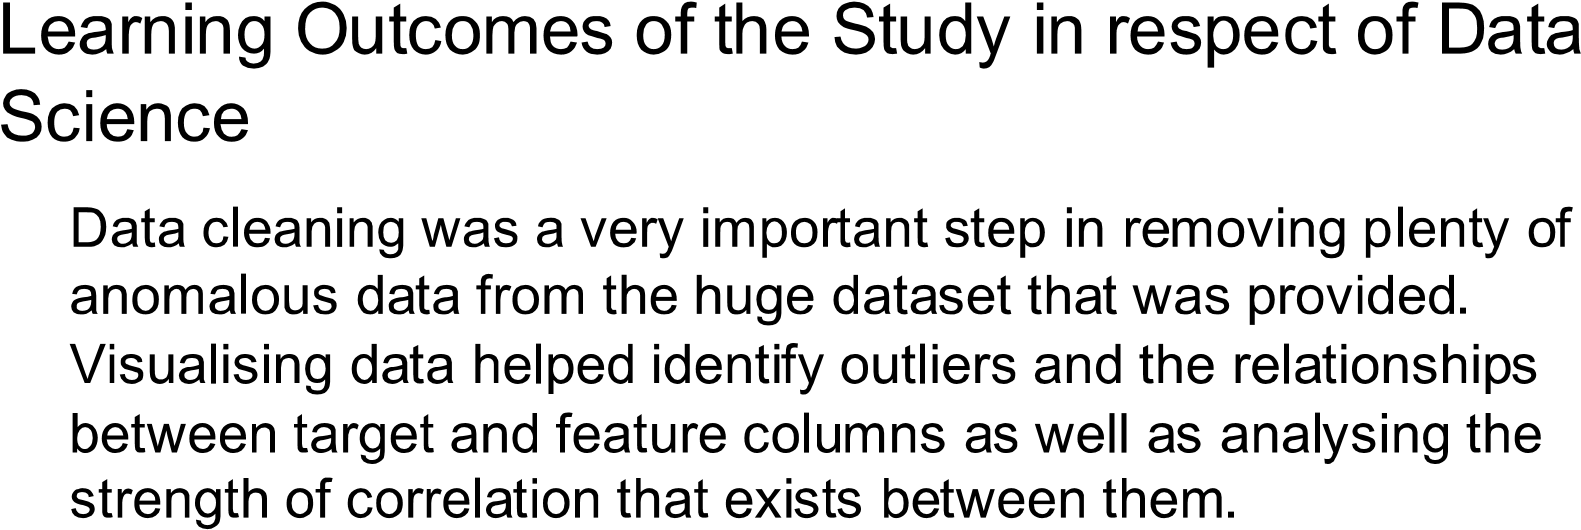 Learning Outcomes of the Study in respect of Data
Science
Data cleaning was a very important step in removing plenty of
anomalous data from the huge dataset that was provided.
Visualising data helped identify outliers and the relationships
between target and feature columns as well as analysing the
strength of correlation that exists between them.